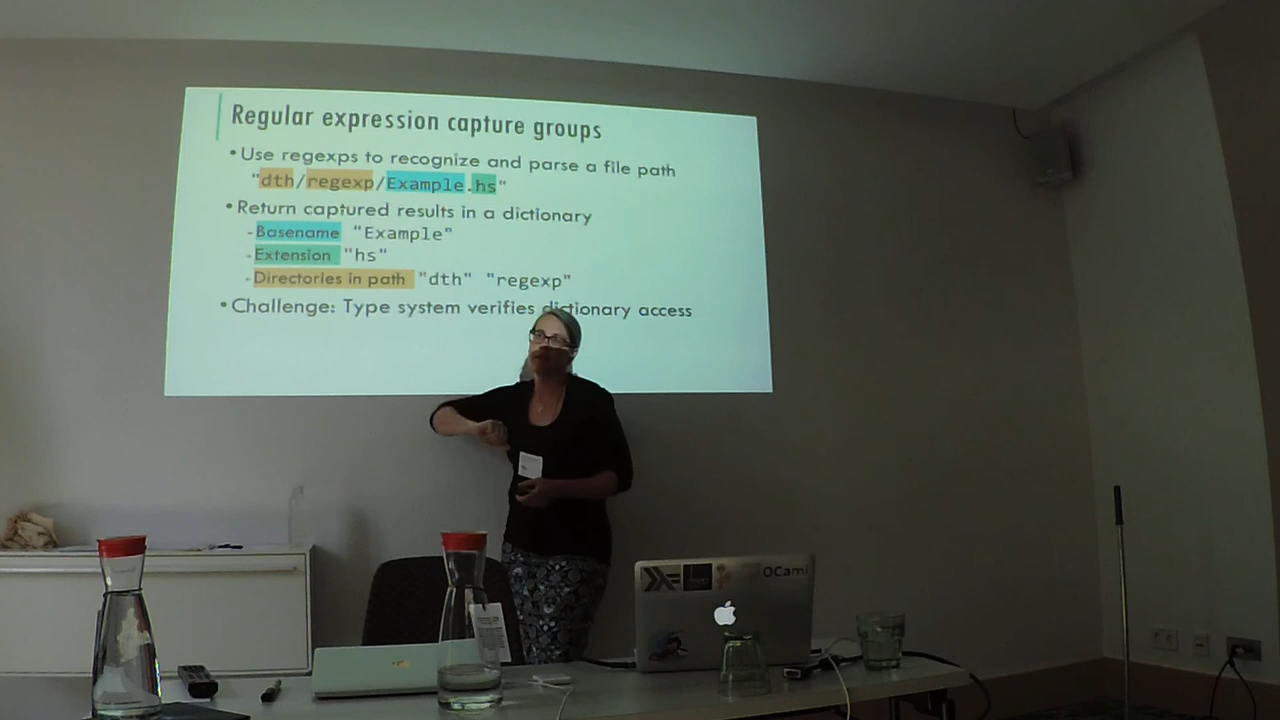 Regular expression capture groups
•Use regexps to recognize and parse a file path
"dth/regexp/Example.hs"
•Return captured results in a dictionary
-Basename "Example"
-Extension "hs"
-Directories in path "dth" "regexp"
•Challenge: Type system verifies dictionary access
OCaml